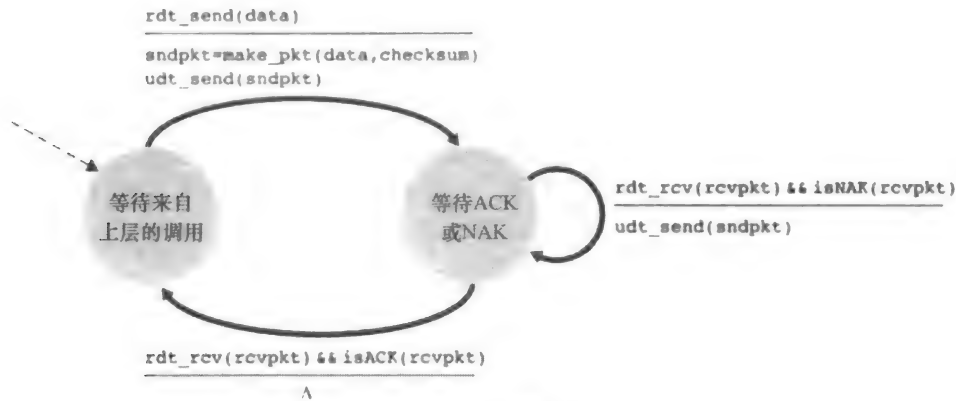 rdt_send(data)
sndpkt=make_pkt(data,checksum)
udt_send(sndpkt)
等待来自
上层的调用
等待ACK
或NAK
rdt_rcv(rcvpkt) && isNAK(rcvpkt)
udt_send(sndpkt)
rdt_rcv(rcvpkt) && isACK(rcvpkt)
Λ